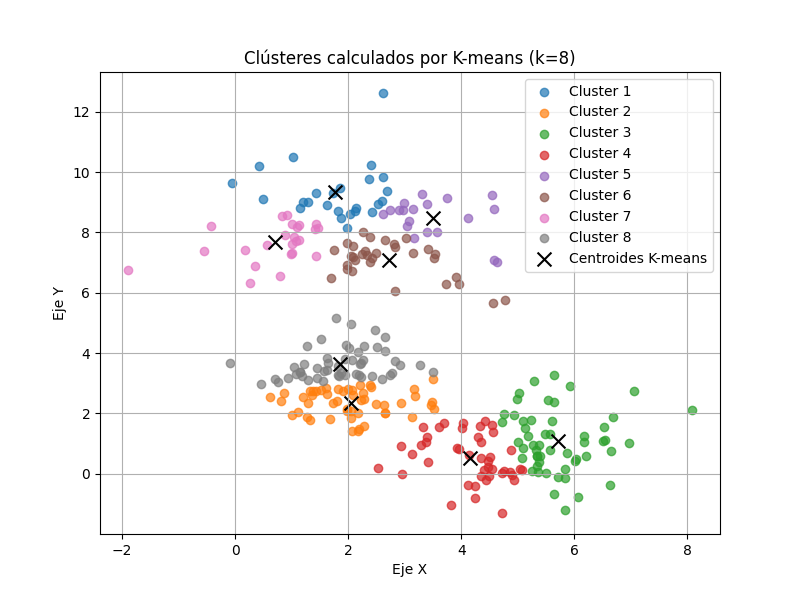 Clústeres calculados por K-means (k=8)
Cluster 1
Cluster 2
Cluster 3
Cluster 4
Cluster 5
Cluster 6
Cluster 7
Cluster 8
Centroides K-means
12
10
8
6
4
2
0
Eje Y
−2 0 2 4 6 8
Eje X